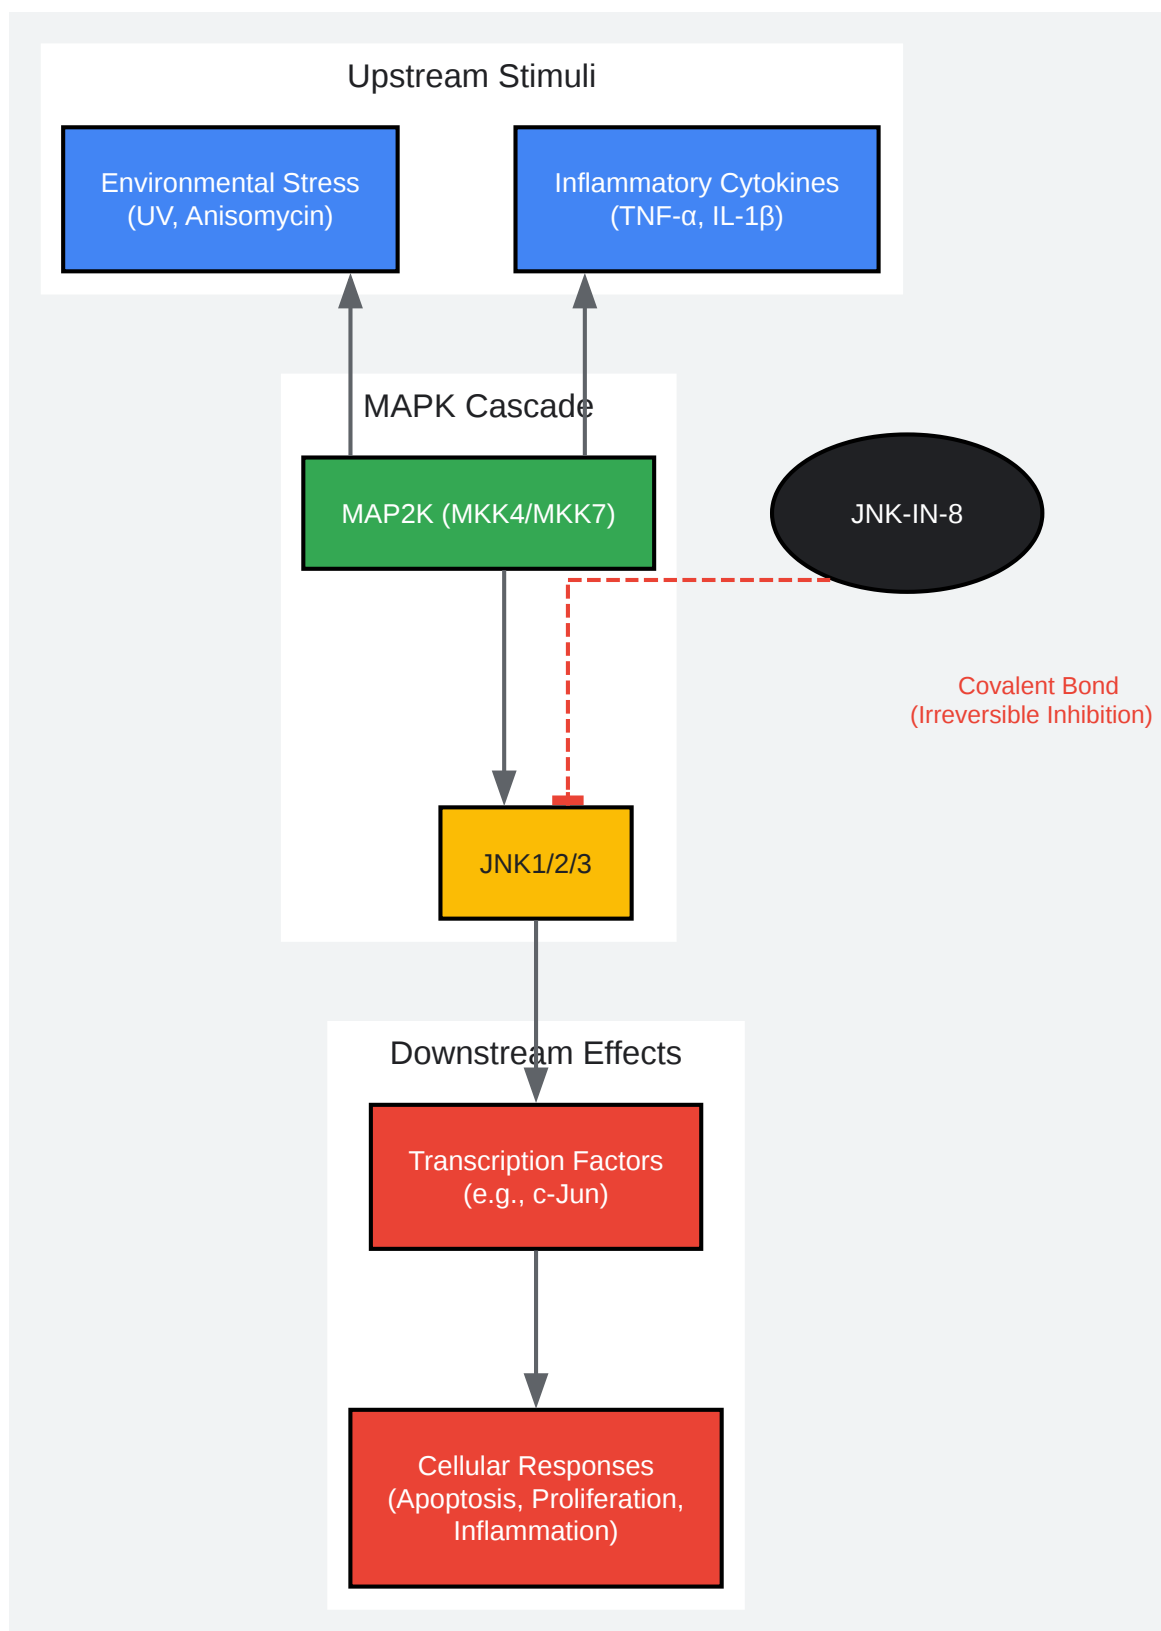 Upstream Stimuli
Environmental Stress
(UV, Anisomycin)
Inflammatory Cytokines
(TNF-α, IL-1β)
MAPK Cascade
MAP2K (MKK4/MKK7)
JNK-IN-8
Covalent Bond
(Irreversible Inhibition)
JNK1/2/3
Downstream Effects
Transcription Factors
(e.g., c-Jun)
Cellular Responses
(Apoptosis, Proliferation,
Inflammation)